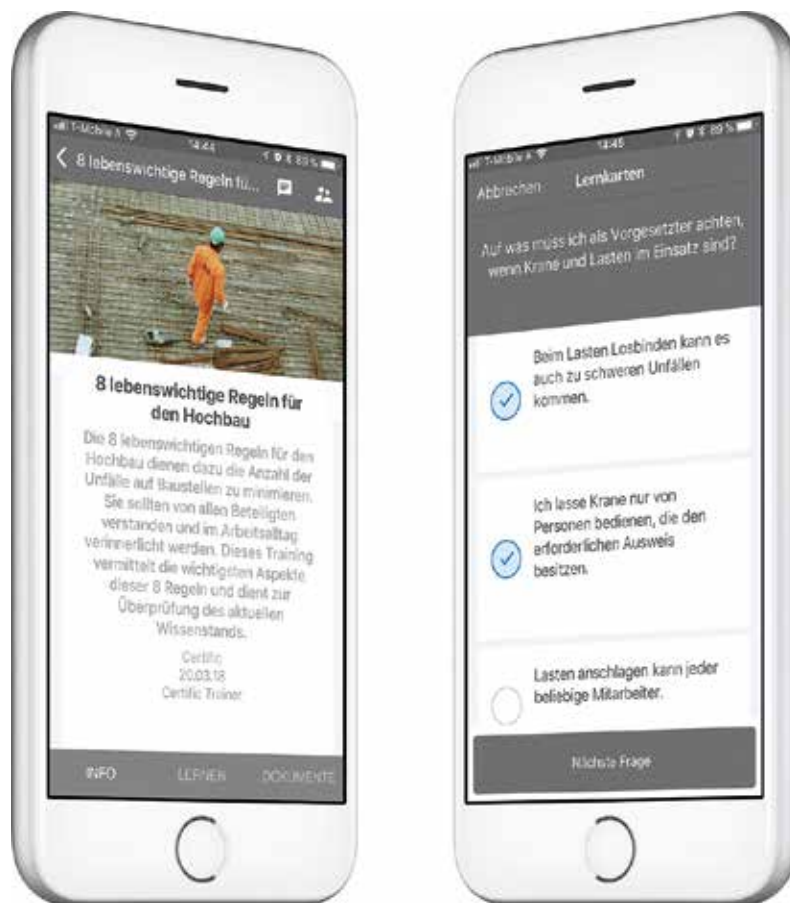 T-Mobile A
14:44
89 %
8 lebenswichtige Regeln fü...
8 lebenswichtige Regeln für
den Hochbau
Die 8 lebenswichtigen Regeln für den
Hochbau dienen dazu die Anzahl der
Unfälle auf Baustellen zu minimieren.
Sie sollten von allen Beteiligten
verstanden und im Arbeitsalltag
verinnerlicht werden. Dieses Training
vermittelt die wichtigsten Aspekte
dieser 8 Regeln und dient zur
Überprüfung des aktuellen
Wissenstands.
Certific
20.03.18
Certific Trainer
INFO LERNEN DOKUMENTE
T-Mobile A
14:45
89 %
Abbrechen Lernkarten
Auf was muss ich als Vorgesetzter achten,
wenn Krane und Lasten im Einsatz sind?
Beim Lasten Losbinden kann es
auch zu schweren Unfällen
kommen.
Ich lasse Krane nur von
Personen bedienen, die den
erforderlichen Ausweis
besitzen.
Lasten anschlagen kann jeder
beliebige Mitarbeiter.
Nächste Frage